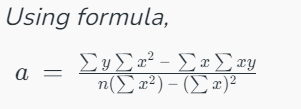 Using formula,
a = (∑ y ∑ x² − ∑ x ∑ xy) / (n(∑ x²) − (∑ x)²)